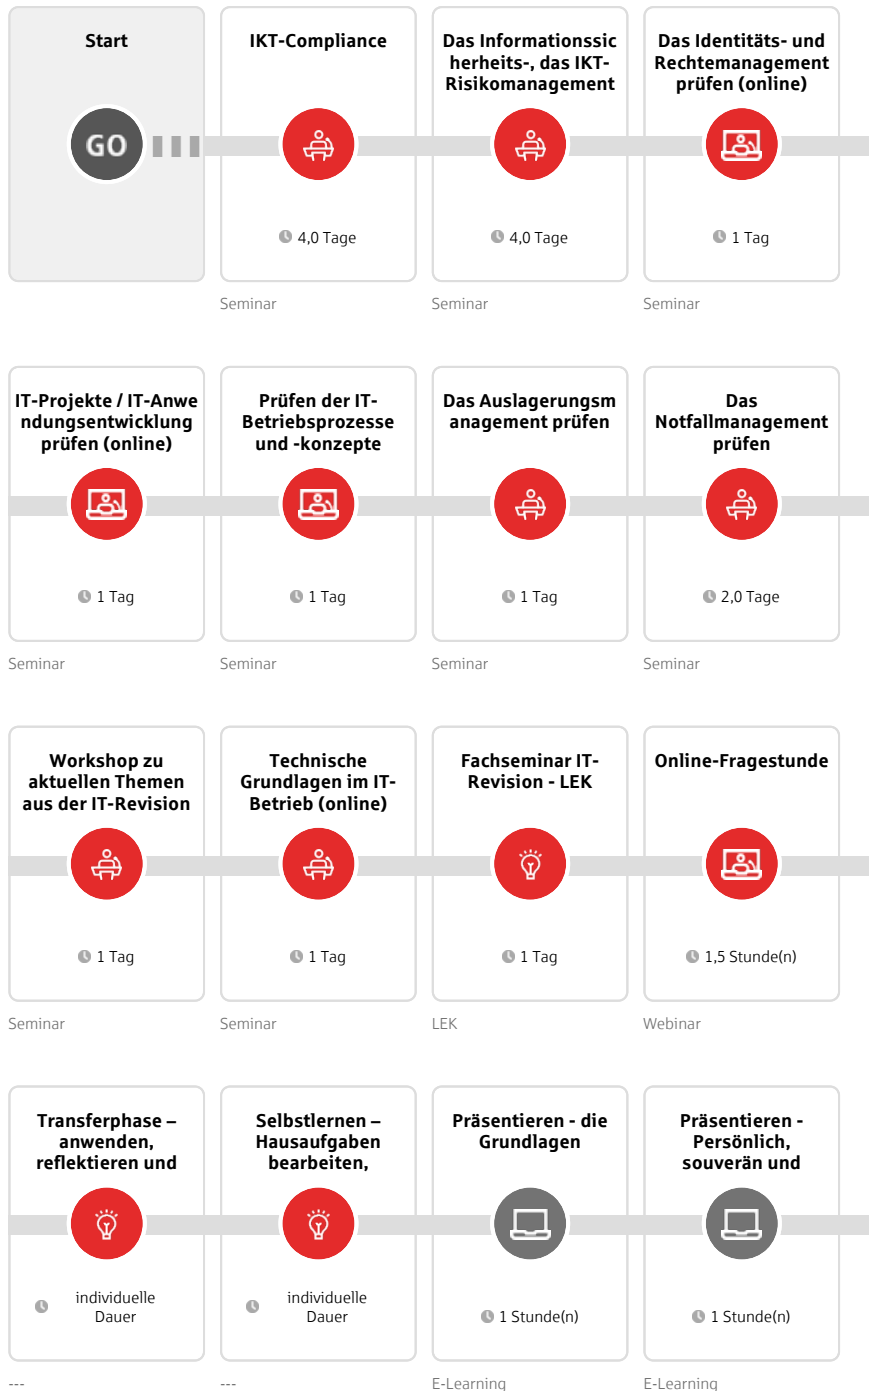 Start
GO
IKT-Compliance
4,0 Tage
Seminar
Das Informationssic
herheits-, das IKT-
Risikomanagement
4,0 Tage
Seminar
Das Identitäts- und
Rechtemanagement
prüfen (online)
1 Tag
Seminar
IT-Projekte / IT-Anwe
ndungsentwicklung
prüfen (online)
1 Tag
Seminar
Prüfen der IT-
Betriebsprozesse
und -konzepte
1 Tag
Seminar
Das Auslagerungsm
anagement prüfen
1 Tag
Seminar
Das
Notfallmanagement
prüfen
2,0 Tage
Seminar
Workshop zu
aktuellen Themen
aus der IT-Revision
1 Tag
Seminar
Technische
Grundlagen im IT-
Betrieb (online)
1 Tag
Seminar
Fachseminar IT-
Revision - LEK
1 Tag
LEK
Online-Fragestunde
1,5 Stunde(n)
Webinar
Transferphase –
anwenden,
reflektieren und
individuelle
Dauer
---
Selbstlernen –
Hausaufgaben
bearbeiten,
individuelle
Dauer
---
Präsentieren - die
Grundlagen
1 Stunde(n)
E-Learning
Präsentieren -
Persönlich,
souverän und
1 Stunde(n)
E-Learning